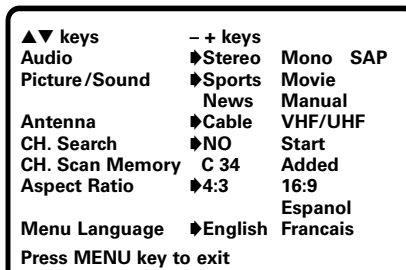 ▲▼ keys – + keys
Audio ➧Stereo Mono SAP
Picture/Sound ➧Sports Movie
News Manual
Antenna ➧Cable VHF/UHF
CH. Search ➧NO Start
CH. Scan Memory C 34 Added
Aspect Ratio ➧4:3 16:9
Espanol
Menu Language ➧English Francais
Press MENU key to exit